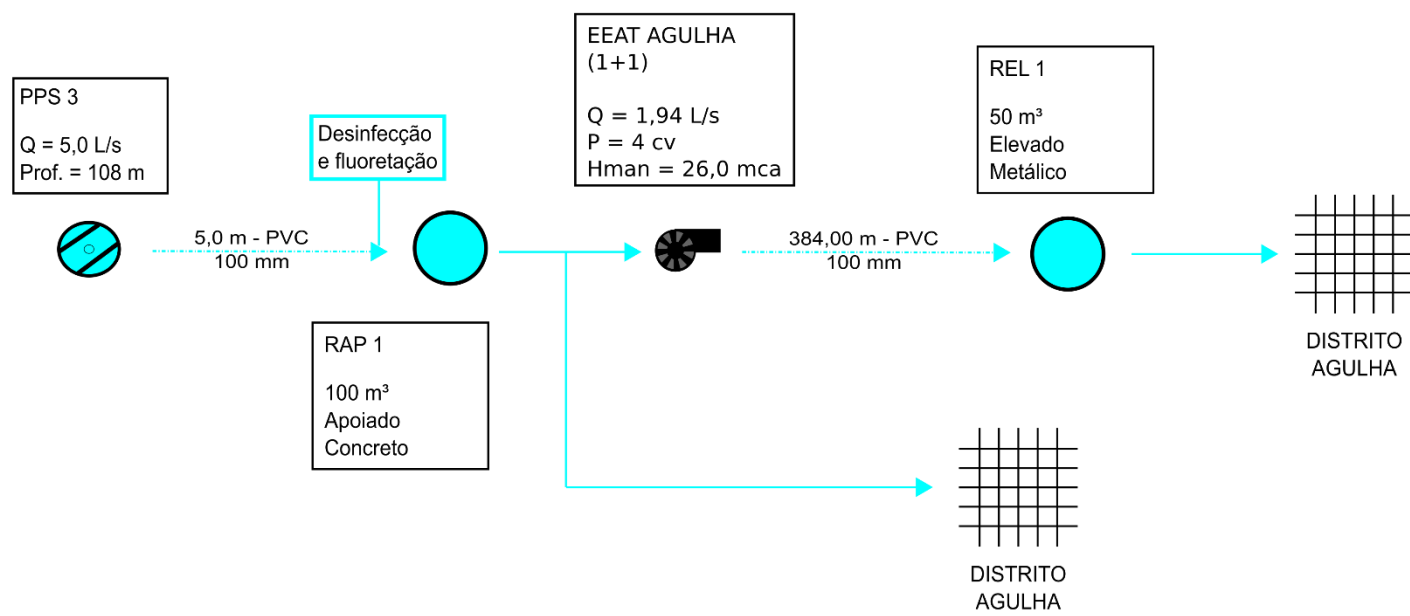 PPS 3
Q = 5,0 L/s
Prof. = 108 m
Desinfecção
e fluoretação
EEAT AGULHA
(1+1)
Q = 1,94 L/s
P = 4 cv
Hman = 26,0 mca
REL 1
50 m³
Elevado
Metálico
5,0 m - PVC
100 mm
384,00 m - PVC
100 mm
RAP 1
100 m³
Apoiado
Concreto
DISTRITO
AGULHA
DISTRITO
AGULHA